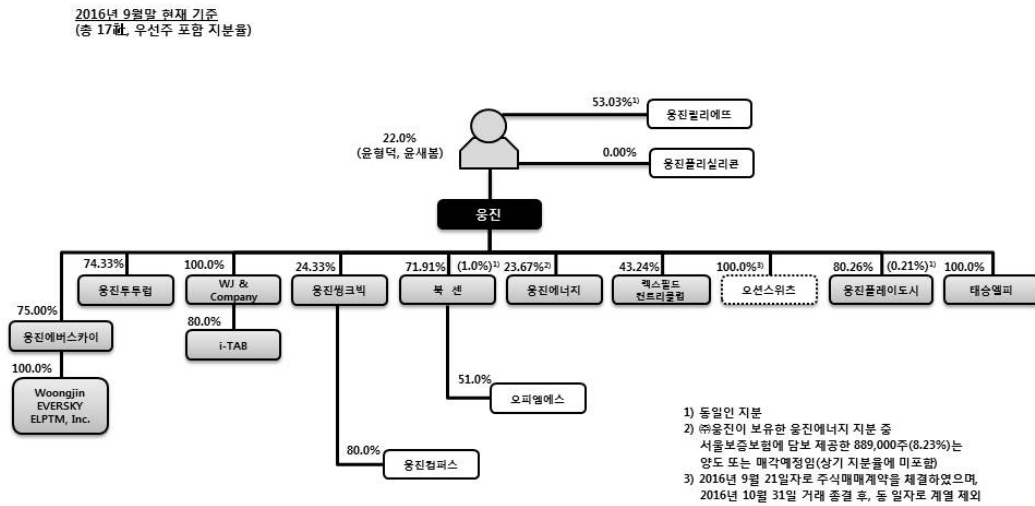 2016년 9월말 현재 기준
(총 17社, 우선주 포함 지분율)
53.03%1)
웅진릴리에뜨
22.0%
(윤형덕, 윤새봄)
0.00%
웅진폴리실리콘
웅진
74.33%
100.0%
24.33%
71.91%
(1.0%)1)
23.67%2)
43.24%
100.0%3)
80.26%
(0.21%)1)
100.0%
웅진투투럽
WJ &
Company
웅진씽크빅
북 센
웅진에너지
렉스필드
컨트리클럽
오션스위츠
웅진플레이도시
태승엘피
75.00%
웅진에버스카이
80.0%
i-TAB
100.0%
Woongjin
EVERSKY
ELPTM, Inc.
51.0%
오피엠에스
80.0%
웅진컴퍼스
1) 동일인 지분
2) ㈜웅진이 보유한 웅진에너지 지분 중
서울보증보험에 담보 제공한 889,000주(8.23%)는
양도 또는 매각예정임(상기 지분율에 미포함)
3) 2016년 9월 21일자로 주식매매계약을 체결하였으며,
2016년 10월 31일 거래 종결 후, 동 일자로 계열 제외